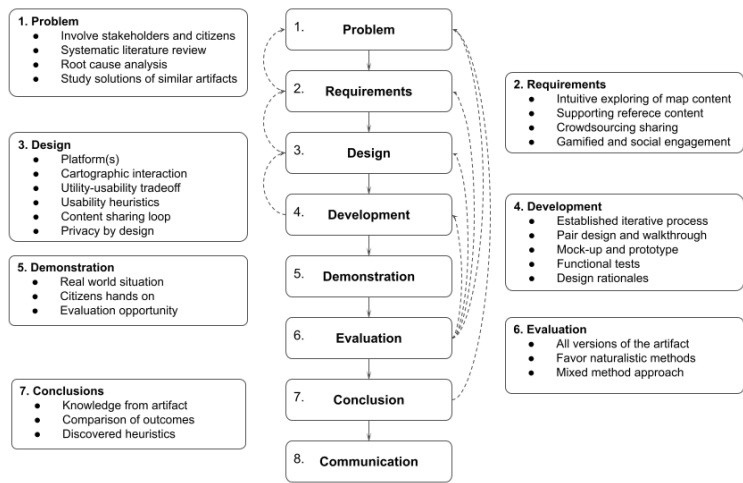 1. Problem
● Involve stakeholders and citizens
● Systematic literature review
● Root cause analysis
● Study solutions of similar artifacts
3. Design
● Platform(s)
● Cartographic interaction
● Utility-usability tradeoff
● Usability heuristics
● Content sharing loop
● Privacy by design
5. Demonstration
● Real world situation
● Citizens hands on
● Evaluation opportunity
7. Conclusions
● Knowledge from artifact
● Comparison of outcomes
● Discovered heuristics
1. Problem
2. Requirements
3. Design
4. Development
5. Demonstration
6. Evaluation
7. Conclusion
8. Communication
2. Requirements
● Intuitive exploring of map content
● Supporting referece content
● Crowdsourcing sharing
● Gamified and social engagement
4. Development
● Established iterative process
● Pair design and walkthrough
● Mock-up and prototype
● Functional tests
● Design rationales
6. Evaluation
● All versions of the artifact
● Favor naturalistic methods
● Mixed method approach